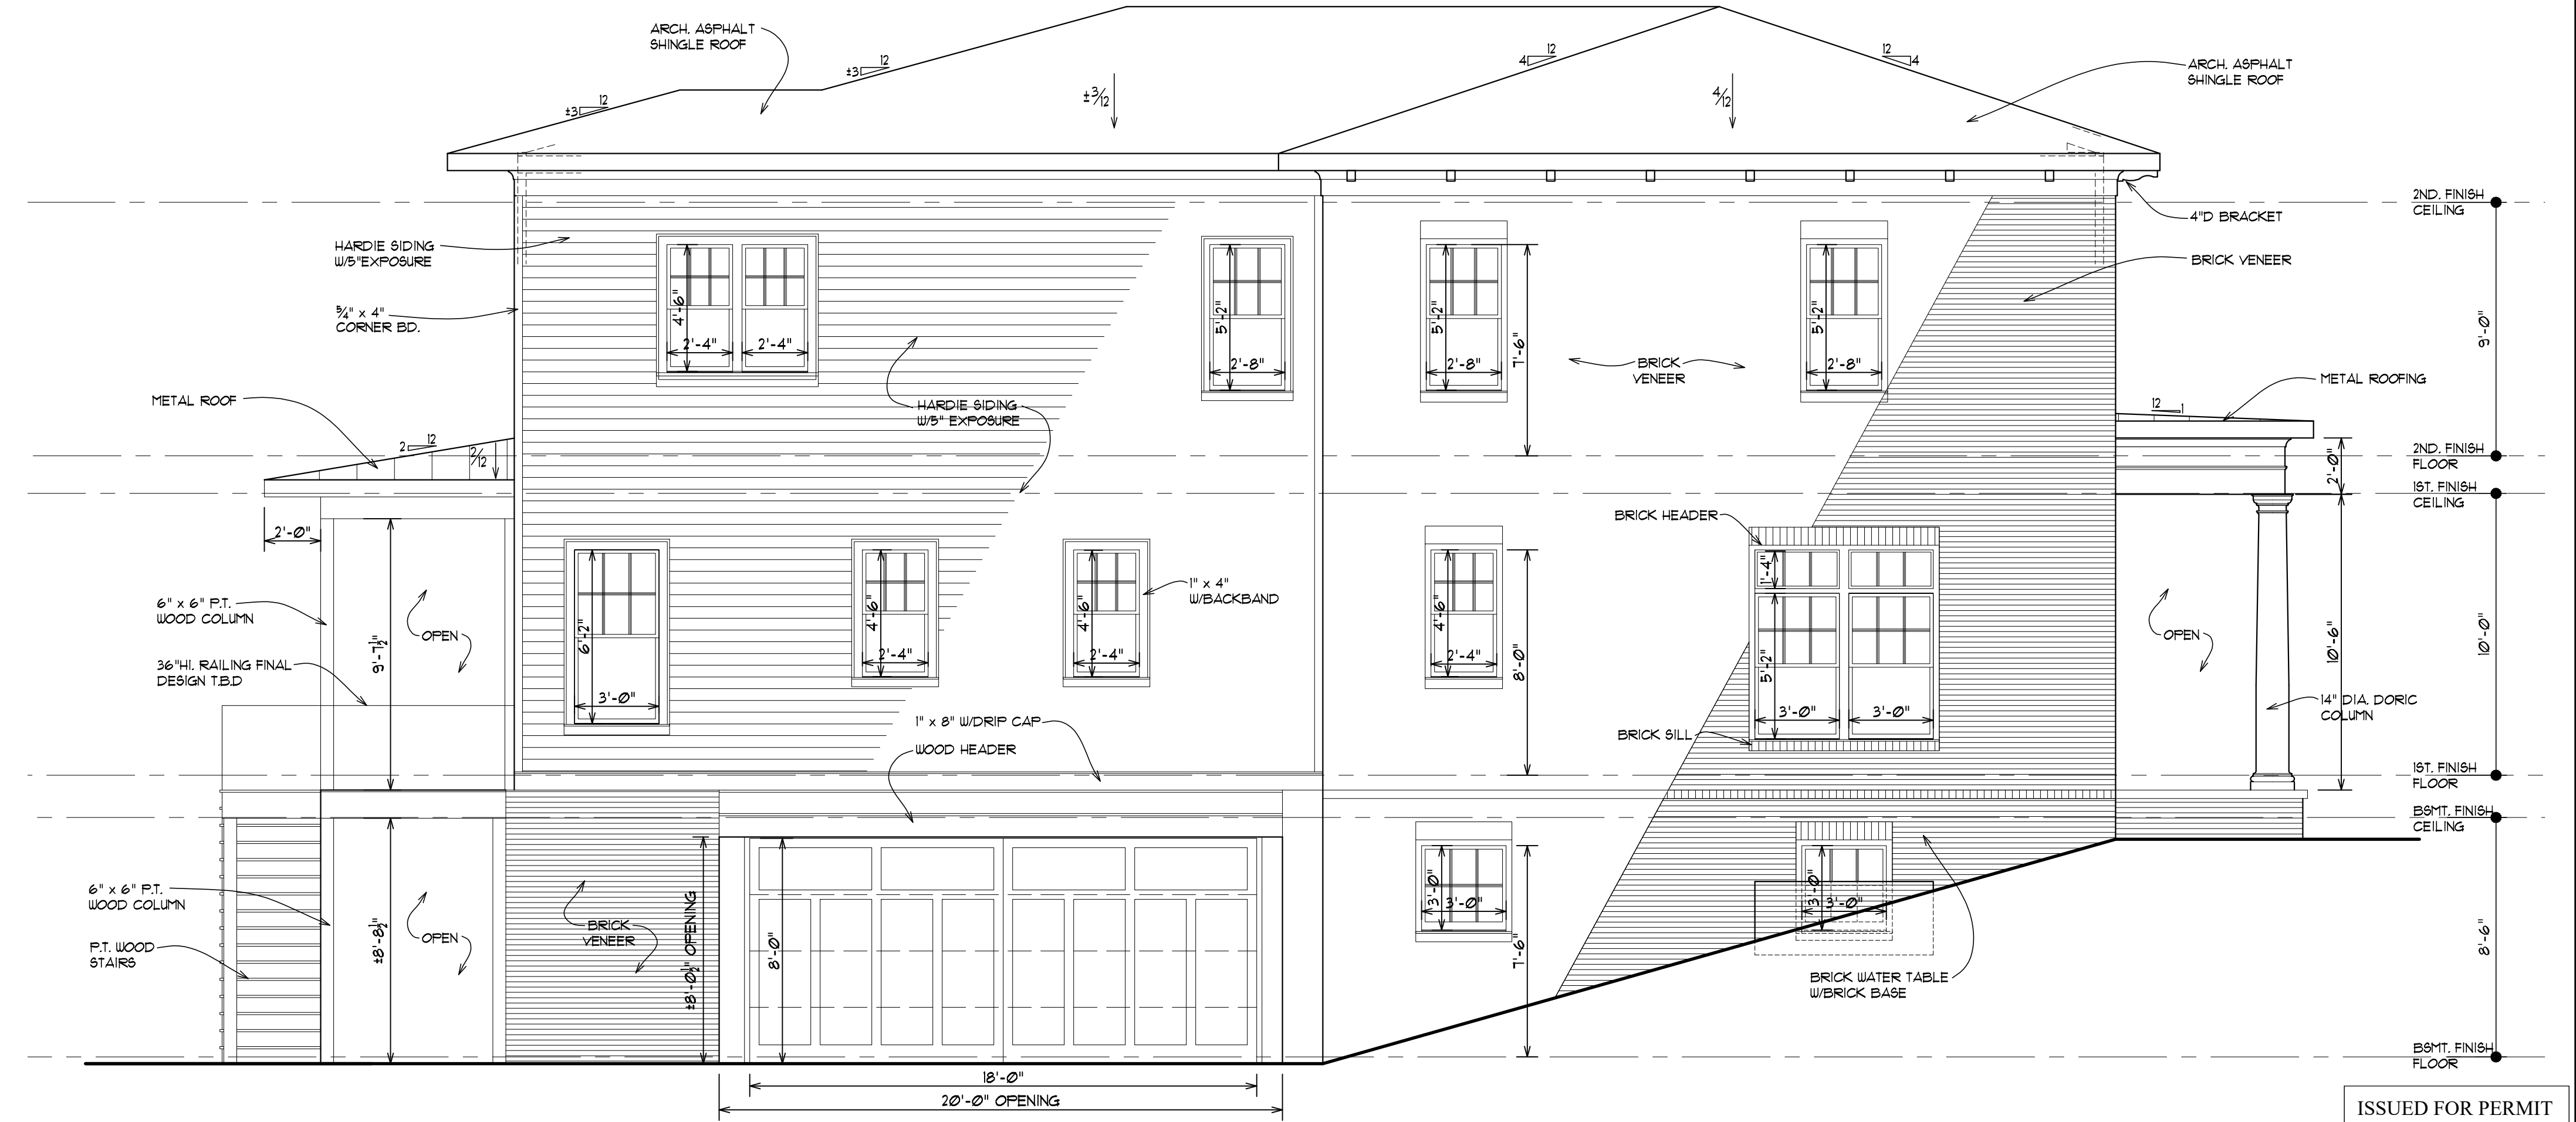 ARCH. ASPHALT
SHINGLE ROOF
±3
12
±3
12
±3/12
4
12
12
4
4/12
ARCH. ASPHALT
SHINGLE ROOF
2ND. FINISH
CEILING
4"D BRACKET
BRICK VENEER
HARDIE SIDING
W/5"EXPOSURE
5/4" x 4"
CORNER BD.
4'-6"
2'-4"
2'-4"
5'-2"
2'-8"
5'-2"
2'-8"
7'-6"
BRICK
VENEER
5'-2"
2'-8"
9'-0"
METAL ROOF
HARDIE SIDING
W/5" EXPOSURE
METAL ROOFING
12
1
2
12
2/12
2ND. FINISH
FLOOR
2'-0"
1ST. FINISH
CEILING
2'-0"
BRICK HEADER
6" x 6" P.T.
WOOD COLUMN
OPEN
9'-7½"
36"HI. RAILING FINAL
DESIGN T.B.D
6'-2"
3'-0"
4'-6"
2'-4"
4'-6"
2'-4"
1" x 4"
W/BACKBAND
4'-6"
2'-4"
8'-0"
1'-4"
5'-2"
3'-0"
3'-0"
OPEN
10'-6"
10'-0"
14" DIA. DORIC
COLUMN
1" x 8" W/DRIP CAP
WOOD HEADER
BRICK SILL
1ST. FINISH
FLOOR
BSMT. FINISH
CEILING
6" x 6" P.T.
WOOD COLUMN
P.T. WOOD
STAIRS
±8'-8½"
OPEN
BRICK
VENEER
±8'-0½" OPENING
8'-0"
3'-0"
3'-0"
7'-6"
3'-0"
3'-0"
BRICK WATER TABLE
W/BRICK BASE
8'-6"
BSMT. FINISH
FLOOR
18'-0"
20'-0" OPENING
ISSUED FOR PERMIT